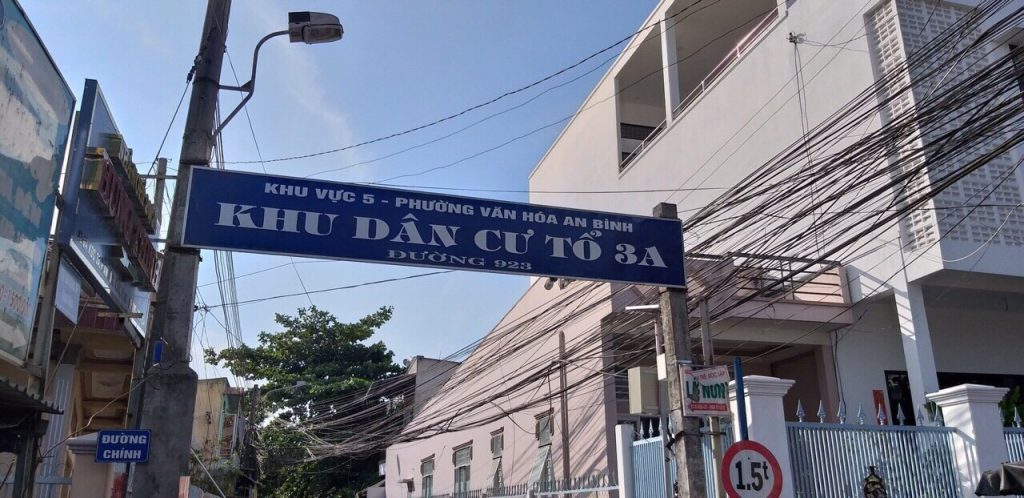 KHU VỰC 5 - PHƯỜNG VĂN HÓA AN BÌNH
KHU DÂN CƯ TỔ 3A
ĐƯỜNG 923
ĐƯỜNG
CHÍNH
1.5t